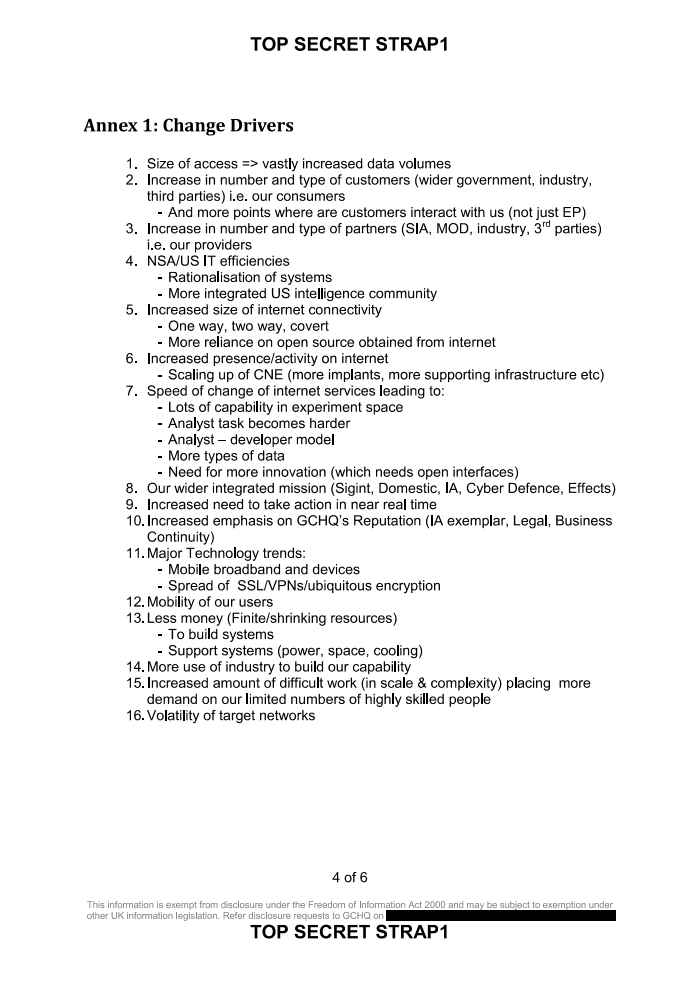 TOP SECRET STRAP1
Annex 1: Change Drivers
1. Size of access => vastly increased data volumes
2. Increase in number and type of customers (wider government, industry,
third parties) i.e. our consumers
- And more points where are customers interact with us (not just EP)
3. Increase in number and type of partners (SIA, MOD, industry, 3rd parties)
i.e. our providers
4. NSA/US IT efficiencies
- Rationalisation of systems
- More integrated US intelligence community
5. Increased size of internet connectivity
- One way, two way, covert
- More reliance on open source obtained from internet
6. Increased presence/activity on internet
- Scaling up of CNE (more implants, more supporting infrastructure etc)
7. Speed of change of internet services leading to:
- Lots of capability in experiment space
- Analyst task becomes harder
- Analyst – developer model
- More types of data
- Need for more innovation (which needs open interfaces)
8. Our wider integrated mission (Sigint, Domestic, IA, Cyber Defence, Effects)
9. Increased need to take action in near real time
10. Increased emphasis on GCHQ's Reputation (IA exemplar, Legal, Business
Continuity)
11. Major Technology trends:
- Mobile broadband and devices
- Spread of SSL/VPNs/ubiquitous encryption
12. Mobility of our users
13. Less money (Finite/shrinking resources)
- To build systems
- Support systems (power, space, cooling)
14. More use of industry to build our capability
15. Increased amount of difficult work (in scale & complexity) placing more
demand on our limited numbers of highly skilled people
16. Volatility of target networks
4 of 6
This information is exempt from disclosure under the Freedom of Information Act 2000 and may be subject to exemption under
other UK information legislation. Refer disclosure requests to GCHQ on
TOP SECRET STRAP1